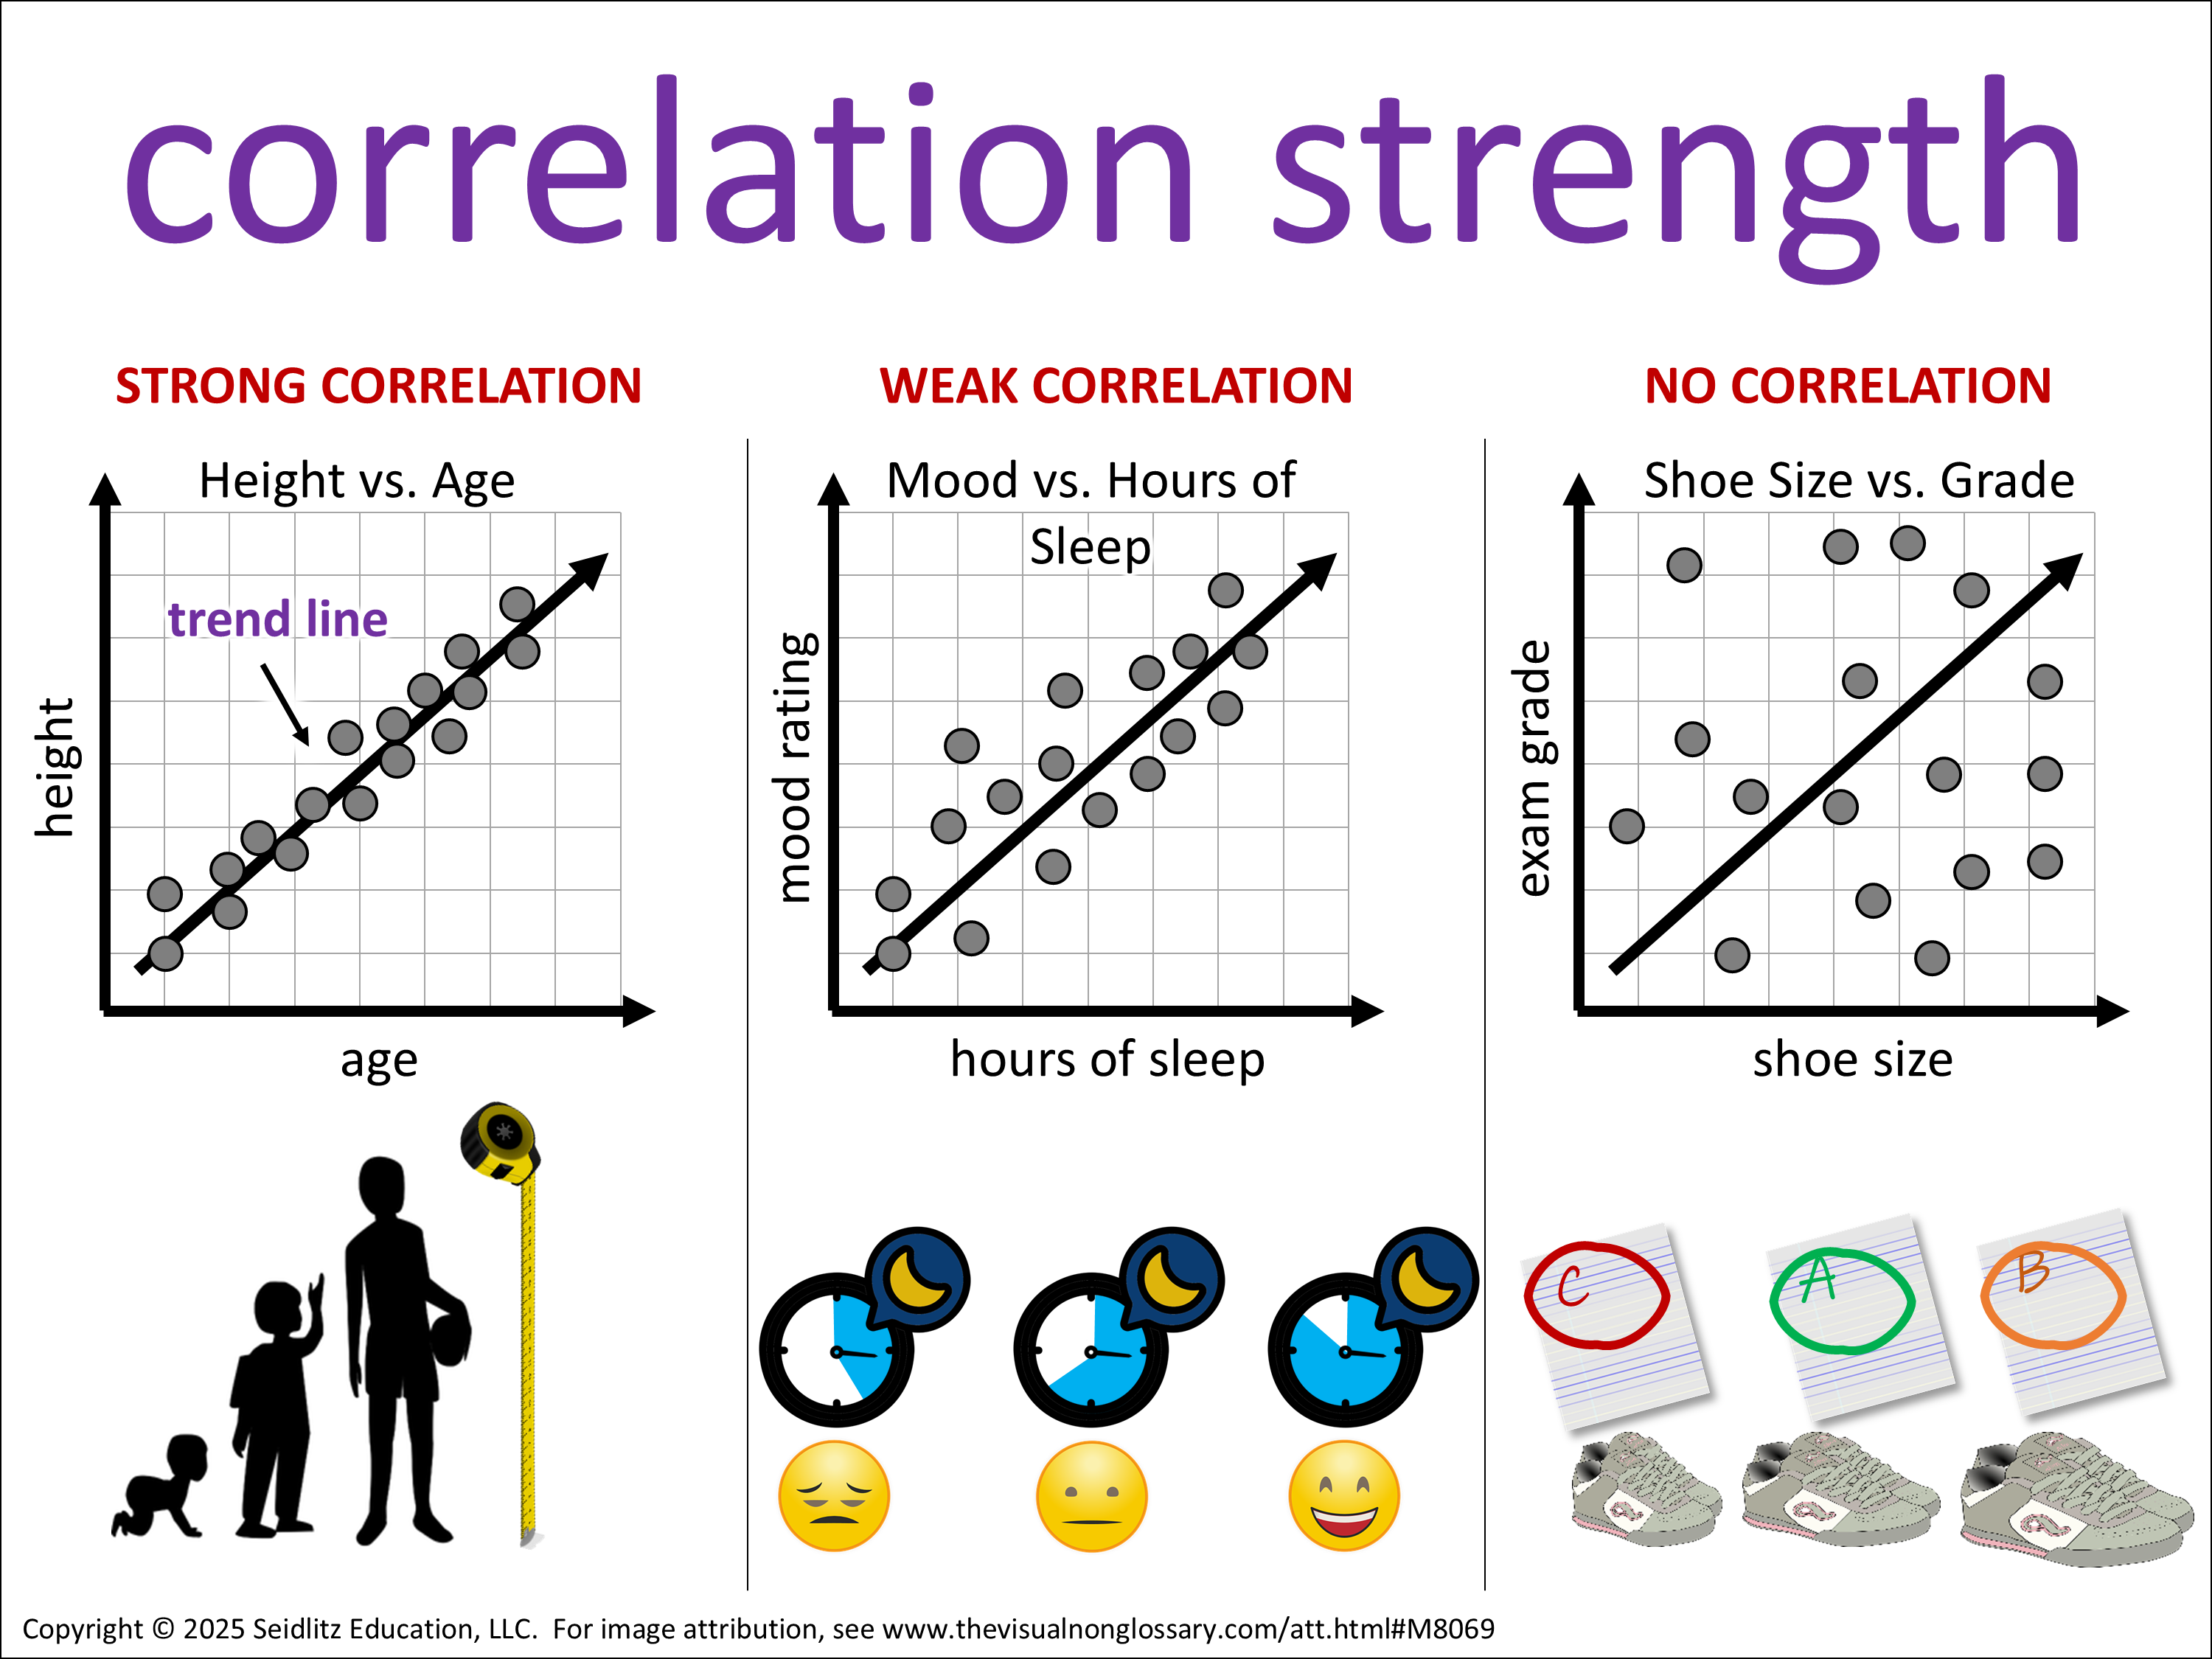 correlation strength
STRONG CORRELATION
WEAK CORRELATION
NO CORRELATION
Height vs. Age
trend line
height
age
Mood vs. Hours of
Sleep
mood rating
hours of sleep
Shoe Size vs. Grade
exam grade
shoe size
C
A
B
Copyright © 2025 Seidlitz Education, LLC.  For image attribution, see www.thevisualnonglossary.com/att.html#M8069